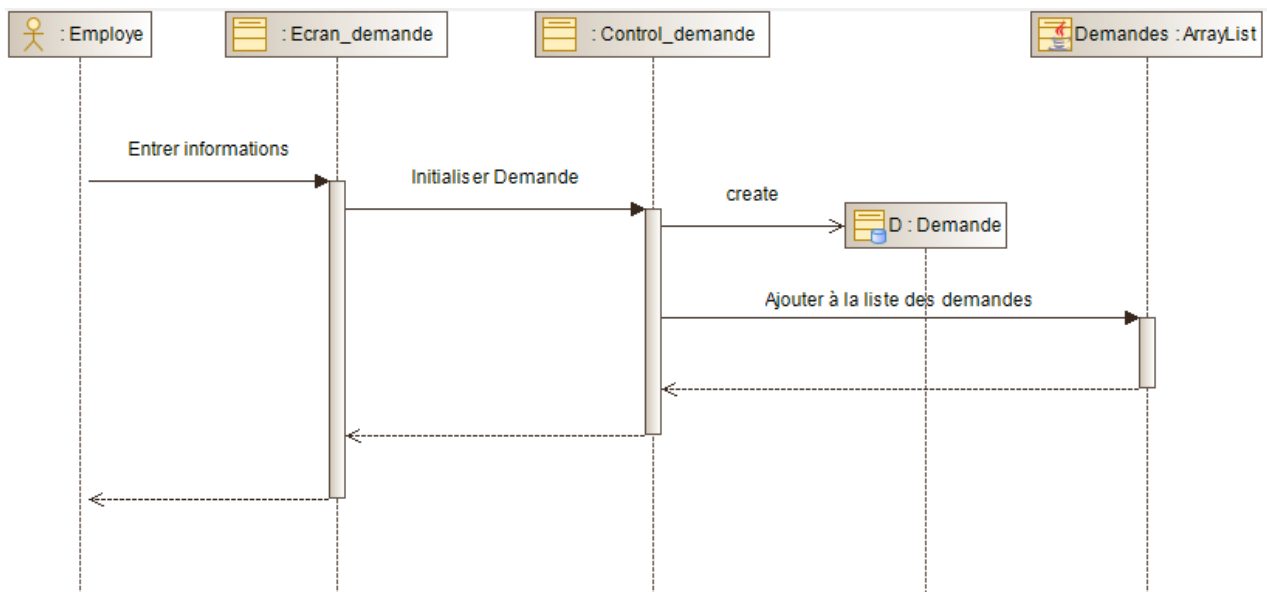 : Employe
: Ecran_demande
: Control_demande
Demandes : ArrayList
Entrer informations
Initialiser Demande
create
D : Demande
Ajouter à la liste des demandes